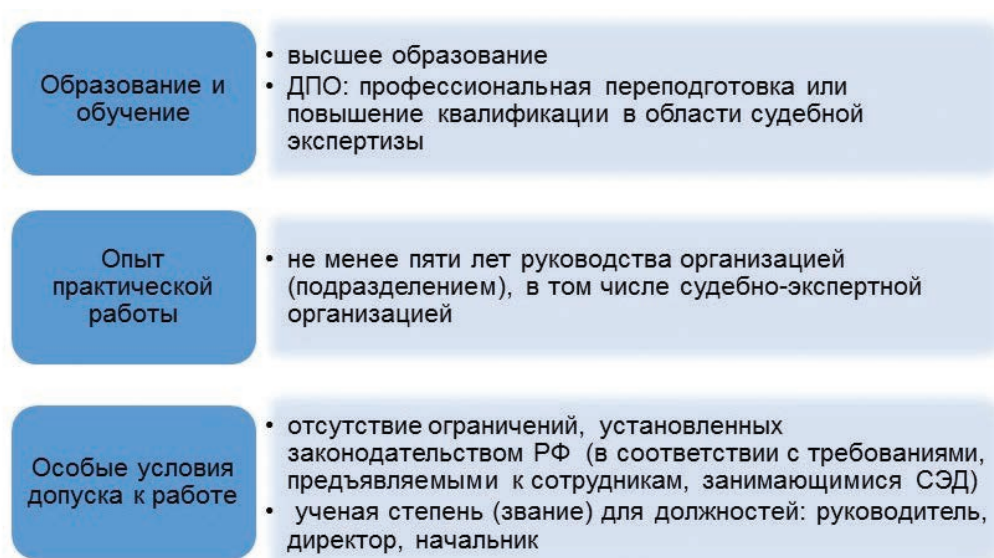 Образование и
обучение
• высшее образование
• ДПО: профессиональная переподготовка или
повышение квалификации в области судебной
экспертизы
Опыт
практической
работы
• не менее пяти лет руководства организацией
(подразделением), в том числе судебно-экспертной
организацией
Особые условия
допуска к работе
• отсутствие ограничений, установленных
законодательством РФ (в соответствии с требованиями,
предъявляемыми к сотрудникам, занимающимися СЭД)
• ученая степень (звание) для должностей: руководитель,
директор, начальник